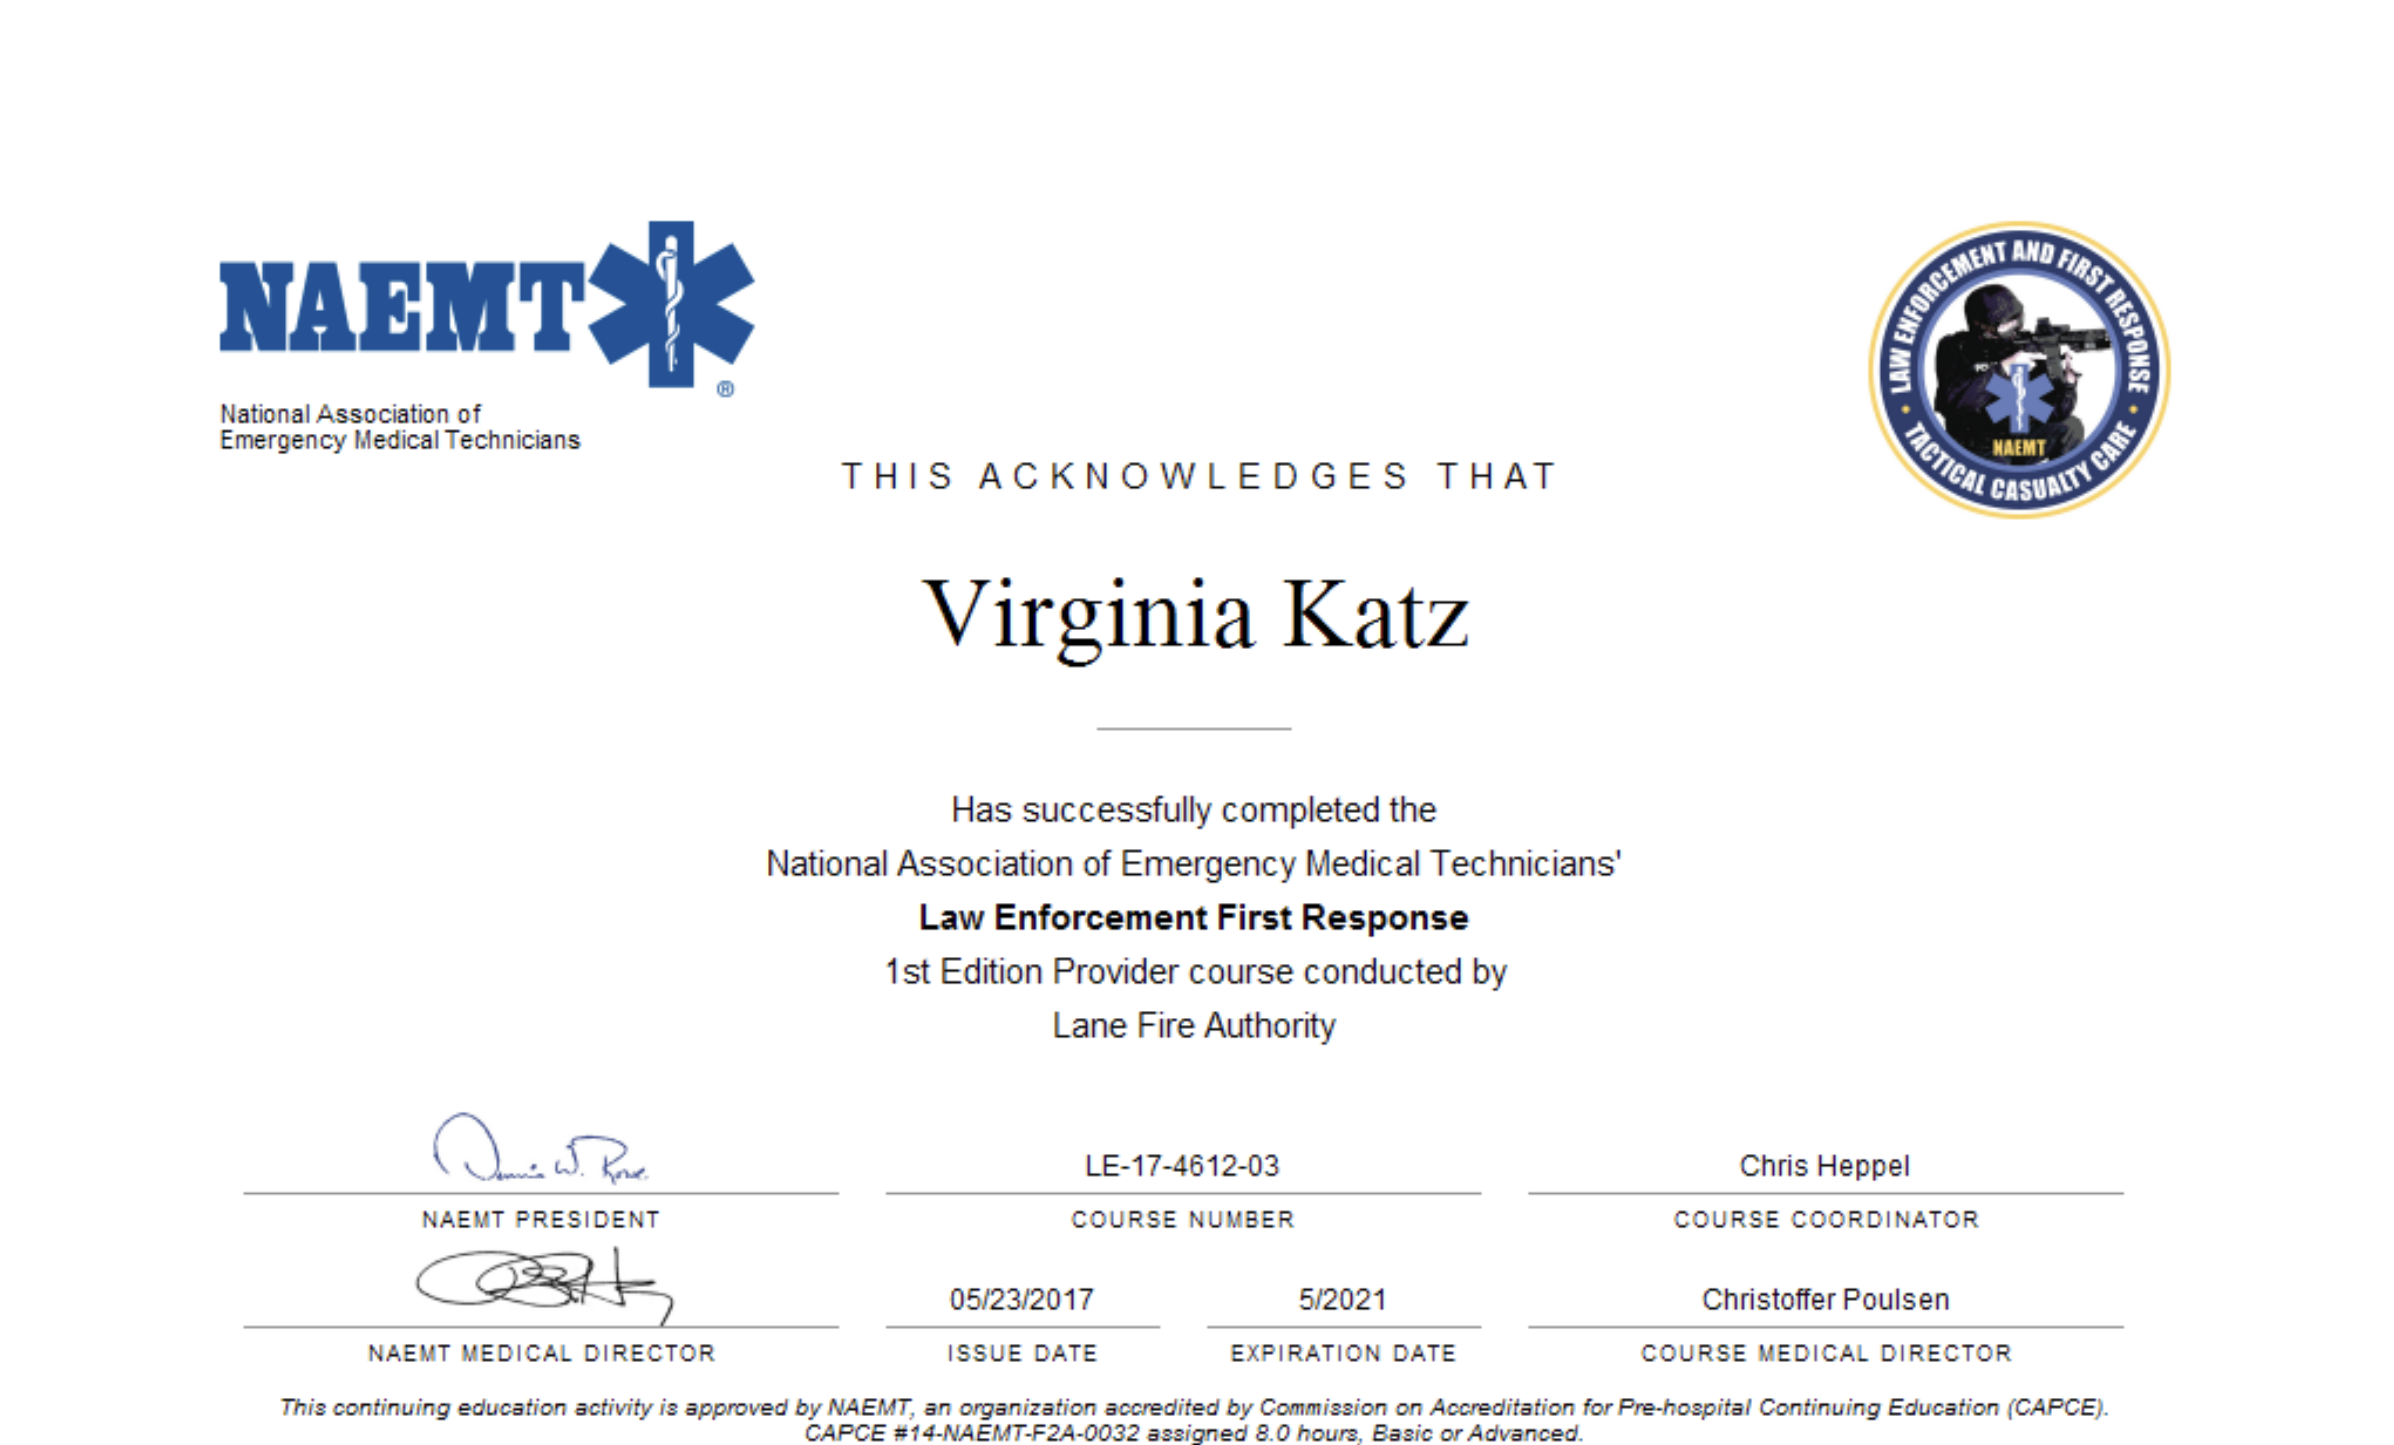 NAEMT
®
National Association of
Emergency Medical Technicians
LAW ENFORCEMENT AND FIRST RESPONSE
TACTICAL CASUALTY CARE
NAEMT
THIS ACKNOWLEDGES THAT
Virginia Katz
Has successfully completed the
National Association of Emergency Medical Technicians'
Law Enforcement First Response
1st Edition Provider course conducted by
Lane Fire Authority
LE-17-4612-03
Chris Heppel
NAEMT PRESIDENT
COURSE NUMBER
COURSE COORDINATOR
05/23/2017
5/2021
Christoffer Poulsen
NAEMT MEDICAL DIRECTOR
ISSUE DATE
EXPIRATION DATE
COURSE MEDICAL DIRECTOR
This continuing education activity is approved by NAEMT, an organization accredited by Commission on Accreditation for Pre-hospital Continuing Education (CAPCE).
CAPCE #14-NAEMT-F2A-0032 assigned 8.0 hours, Basic or Advanced.